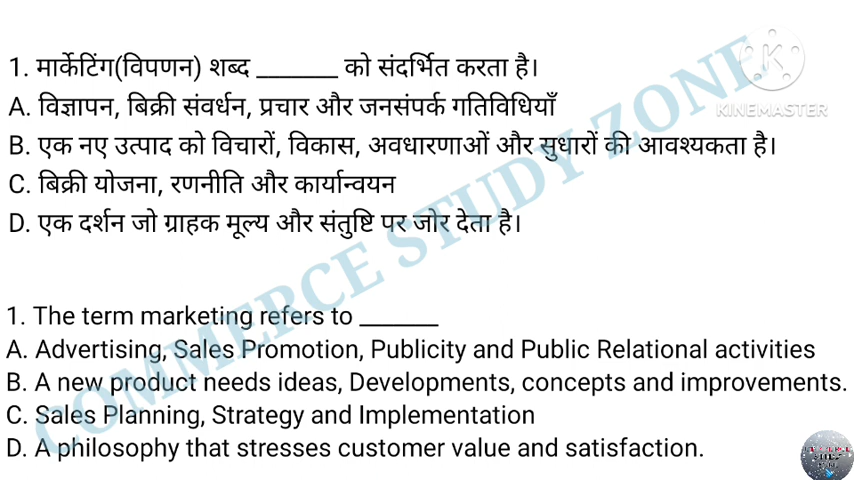 1. मार्केटिंग(विपणन) शब्द _______ को संदर्भित करता है।
A. विज्ञापन, बिक्री संवर्धन, प्रचार और जनसंपर्क गतिविधियाँ
B. एक नए उत्पाद को विचारों, विकास, अवधारणाओं और सुधारों की आवश्यकता है।
C. बिक्री योजना, रणनीति और कार्यान्वयन
D. एक दर्शन जो ग्राहक मूल्य और संतुष्टि पर जोर देता है।
1. The term marketing refers to _______
A. Advertising, Sales Promotion, Publicity and Public Relational activities
B. A new product needs ideas, Developments, concepts and improvements.
C. Sales Planning, Strategy and Implementation
D. A philosophy that stresses customer value and satisfaction.
COMMERCE STUDY ZONE
K
KINEMASTER